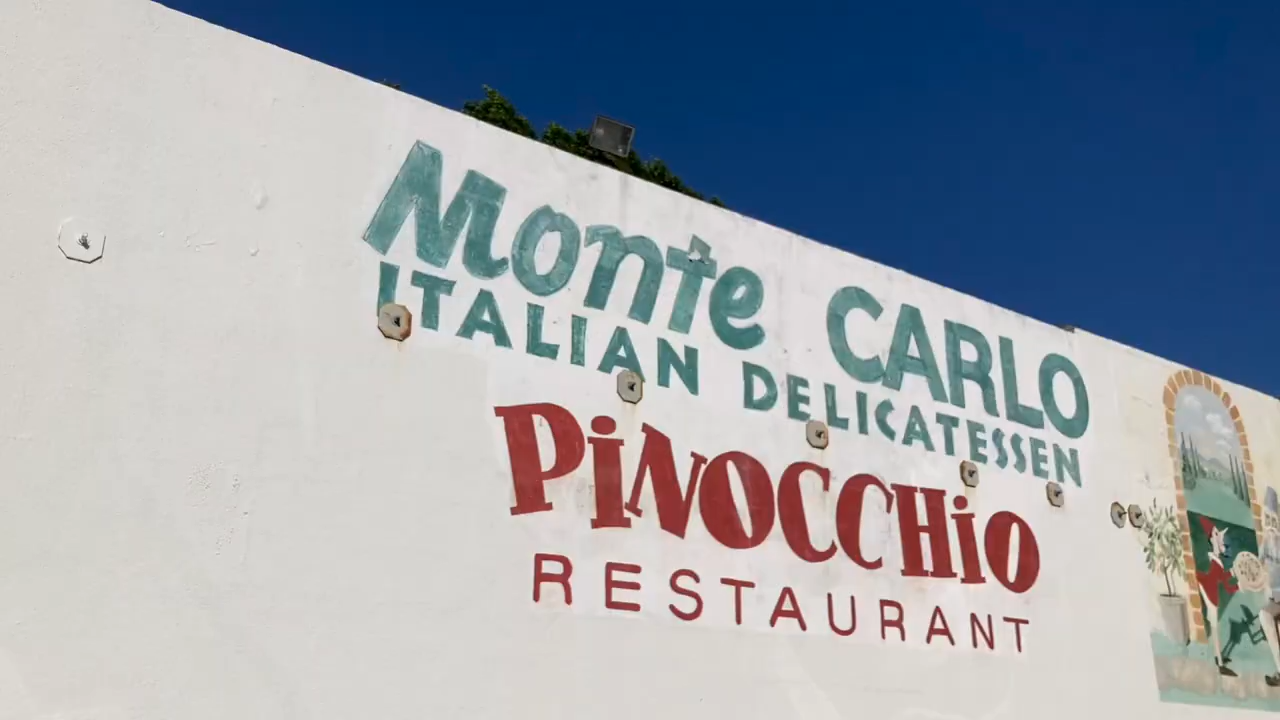 Monte CARLO
ITALIAN DELICATESSEN
PiNOCCHiO
RESTAURANT